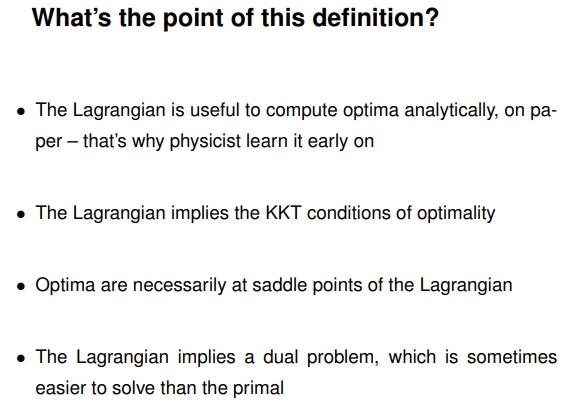 What’s the point of this definition?
• The Lagrangian is useful to compute optima analytically, on pa-
per – that’s why physicist learn it early on
• The Lagrangian implies the KKT conditions of optimality
• Optima are necessarily at saddle points of the Lagrangian
• The Lagrangian implies a dual problem, which is sometimes
easier to solve than the primal